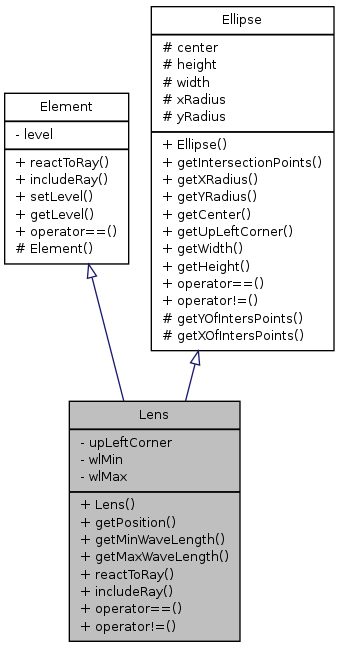 Ellipse
# center
# height
# width
# xRadius
# yRadius
+ Ellipse()
+ getIntersectionPoints()
+ getXRadius()
+ getYRadius()
+ getCenter()
+ getUpLeftCorner()
+ getWidth()
+ getHeight()
+ operator==()
+ operator!=()
# getYOfIntersPoints()
# getXOfIntersPoints()
Element
- level
+ reactToRay()
+ includeRay()
+ setLevel()
+ getLevel()
+ operator==()
# Element()
Lens
- upLeftCorner
- wlMin
- wlMax
+ Lens()
+ getPosition()
+ getMinWaveLength()
+ getMaxWaveLength()
+ reactToRay()
+ includeRay()
+ operator==()
+ operator!=()